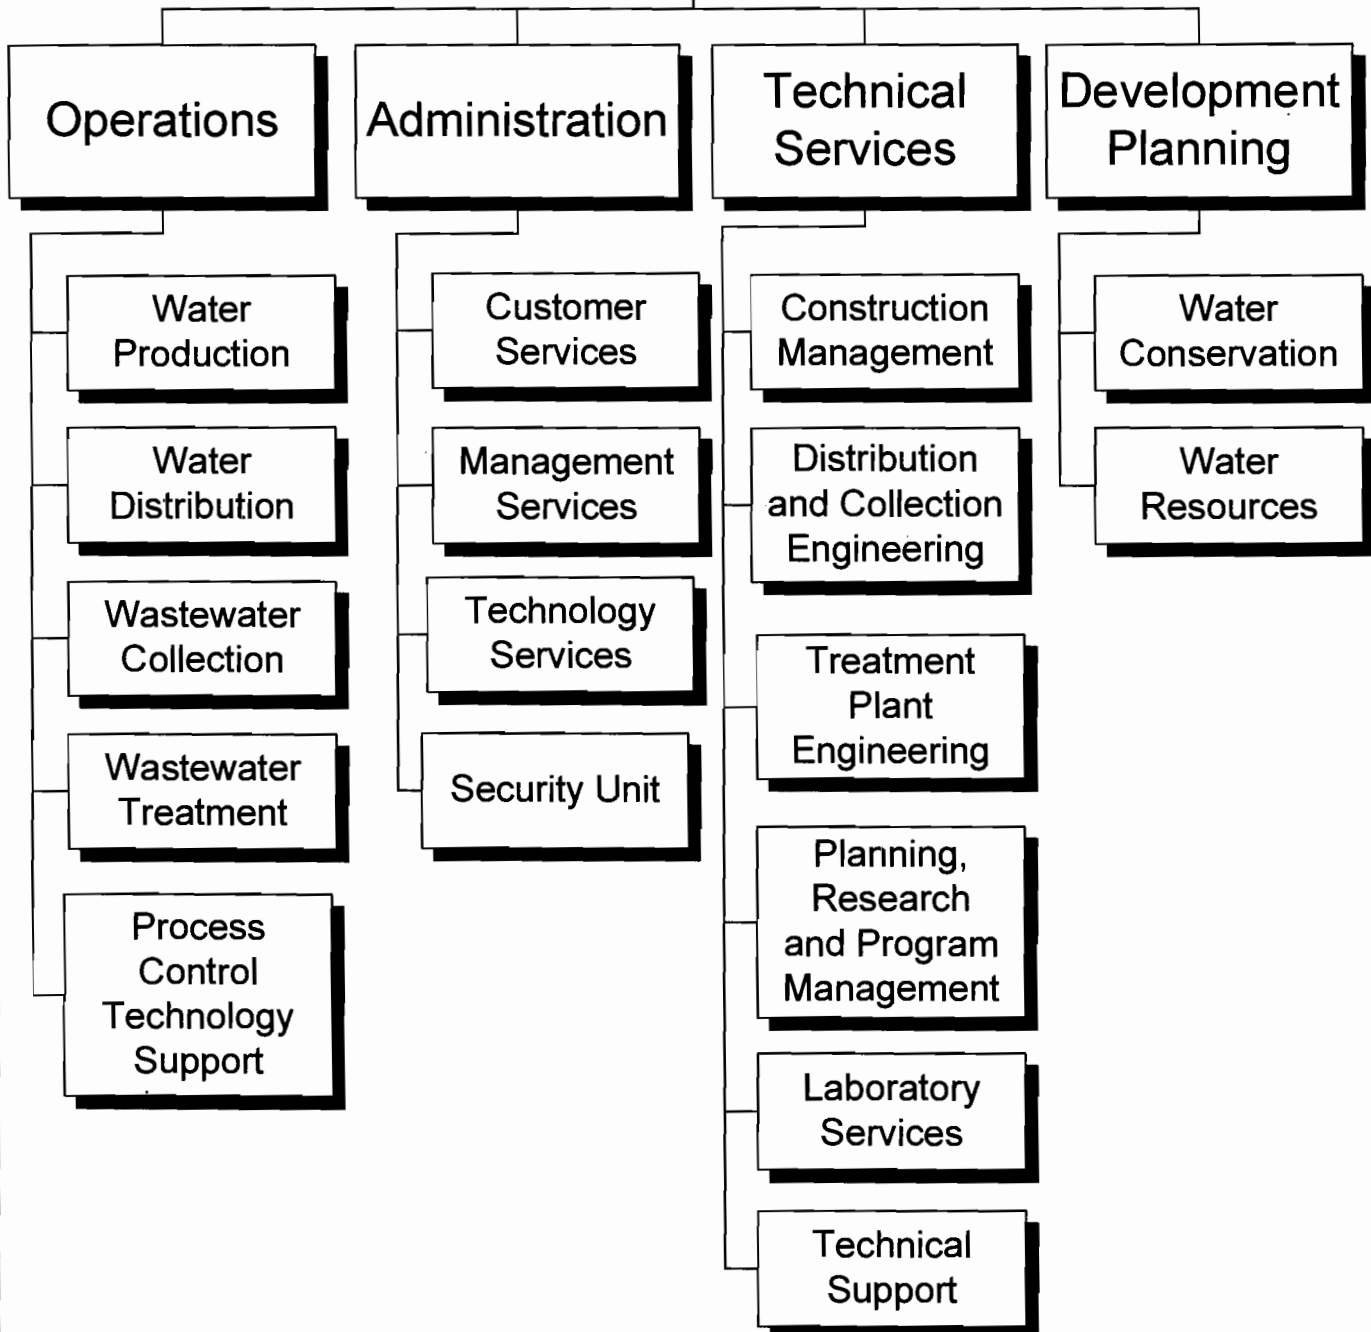 Operations
Administration
Technical
Services
Development
Planning
Water
Production
Water
Distribution
Wastewater
Collection
Wastewater
Treatment
Process
Control
Technology
Support
Customer
Services
Management
Services
Technology
Services
Security Unit
Construction
Management
Distribution
and Collection
Engineering
Treatment
Plant
Engineering
Planning,
Research
and Program
Management
Laboratory
Services
Technical
Support
Water
Conservation
Water
Resources